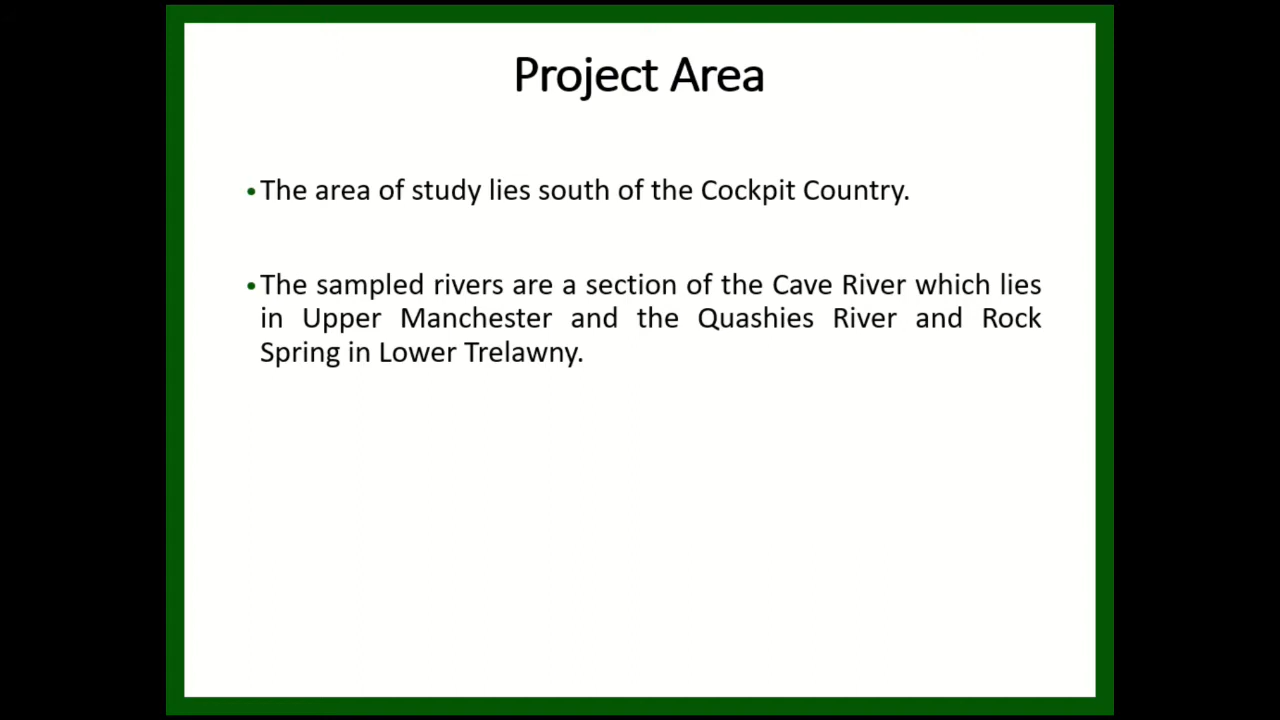 Project Area
•The area of study lies south of the Cockpit Country.
•The sampled rivers are a section of the Cave River which lies
in Upper Manchester and the Quashies River and Rock
Spring in Lower Trelawny.